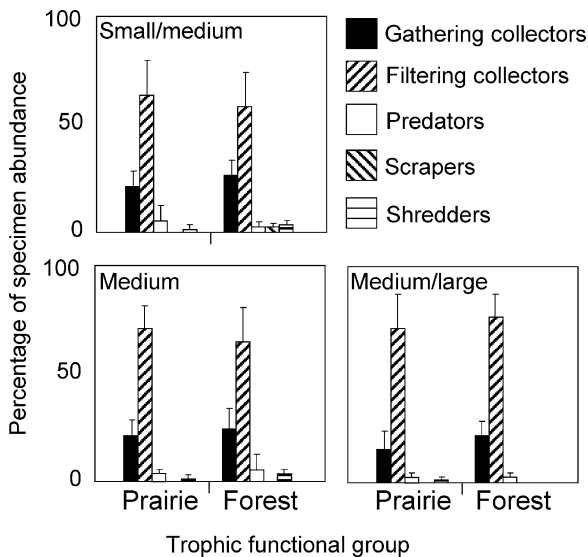 100
Small/medium
50
0
Gathering collectors
Filtering collectors
Predators
Scrapers
Shredders
Percentage of specimen abundance
100
Medium
50
0
Medium/large
Prairie Forest
Prairie Forest
Trophic functional group